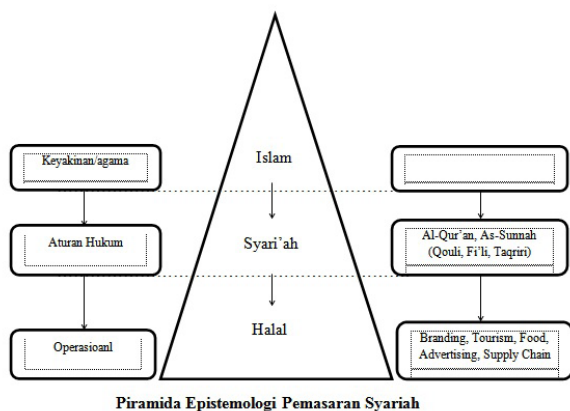 Keyakinan/agama
Islam
Aturan Hukum
Syari’ah
Al-Qur’an, As-Sunnah
(Qouli, Fi’li, Taqriri)
Operasioanl
Halal
Branding, Tourism, Food,
Advertising, Supply Chain
Piramida Epistemologi Pemasaran Syariah